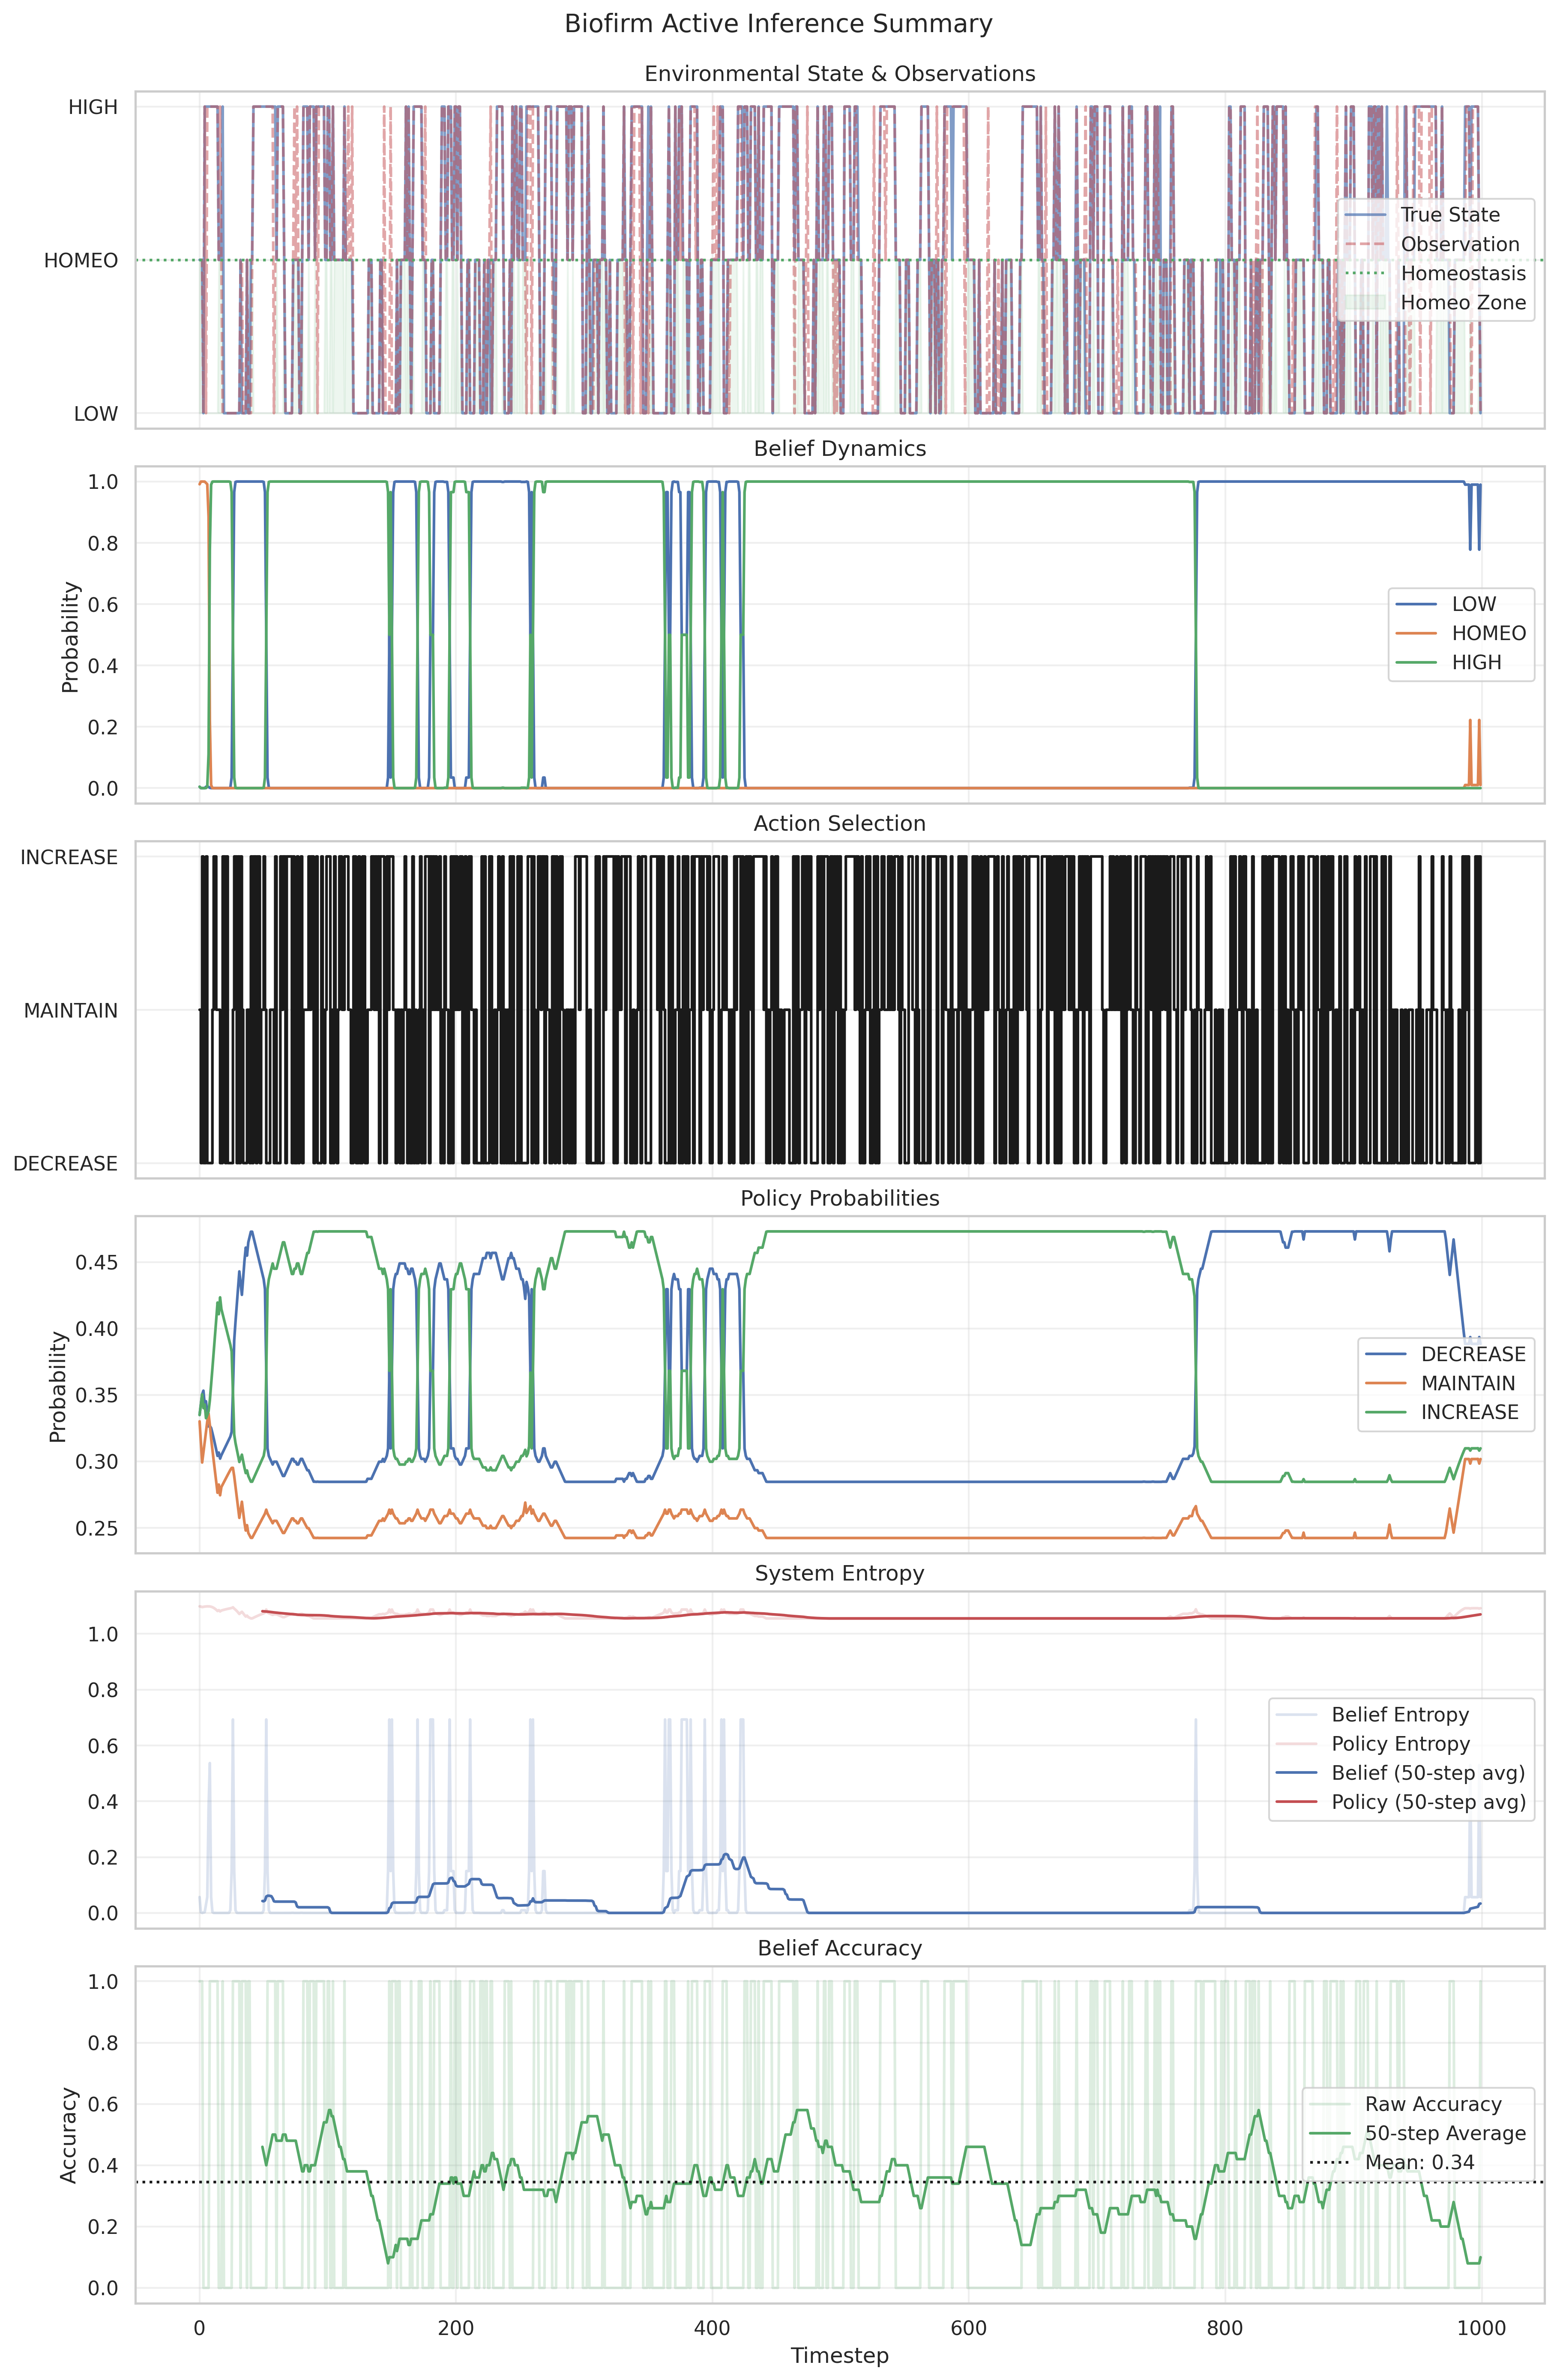 Biofirm Active Inference Summary
Environmental State & Observations
HIGH
HOMEO
LOW
True State
Observation
Homeostasis
Homeo Zone
Belief Dynamics
Probability
1.0
0.8
0.6
0.4
0.2
0.0
LOW
HOMEO
HIGH
Action Selection
INCREASE
MAINTAIN
DECREASE
Policy Probabilities
Probability
0.45
0.40
0.35
0.30
0.25
DECREASE
MAINTAIN
INCREASE
System Entropy
1.0
0.8
0.6
0.4
0.2
0.0
Belief Entropy
Policy Entropy
Belief (50-step avg)
Policy (50-step avg)
Belief Accuracy
Accuracy
1.0
0.8
0.6
0.4
0.2
0.0
Raw Accuracy
50-step Average
Mean: 0.34
0 200 400 600 800 1000
Timestep